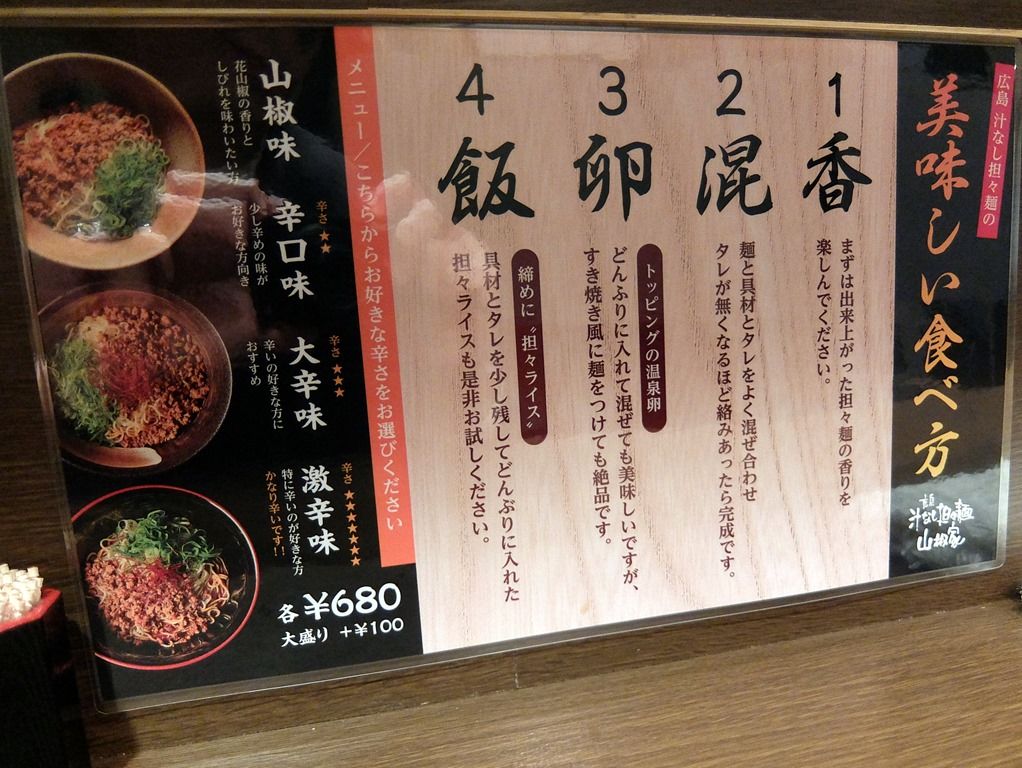 広島 汁なし担々麺の
美味しい食べ方
汁なし担々麺
山椒家
1
香
まずは出来上がった担々麺の香りを
楽しんでください。
2
混
麺と具材とタレをよく混ぜ合わせ
タレが無くなるほど絡みあったら完成です。
3
卵
トッピングの温泉卵
どんぶりに入れて混ぜても美味しいですが、
すき焼き風に麺をつけても絶品です。
4
飯
締めに〝担々ライス〟
具材とタレを少し残してどんぶりに入れた
担々ライスも是非お試しください。
メニュー/こちらからお好きな辛さをお選びください
山椒味
花山椒の香りと
しびれを味わいたい方
辛さ ★★
辛口味
少し辛めの味が
お好きな方向き
辛さ ★★★
大辛味
辛いの好きな方に
おすすめ
辛さ ★★★★★★★
激辛味
特に辛いのが好きな方
かなり辛いです!!
各 ¥680
大盛り +¥100